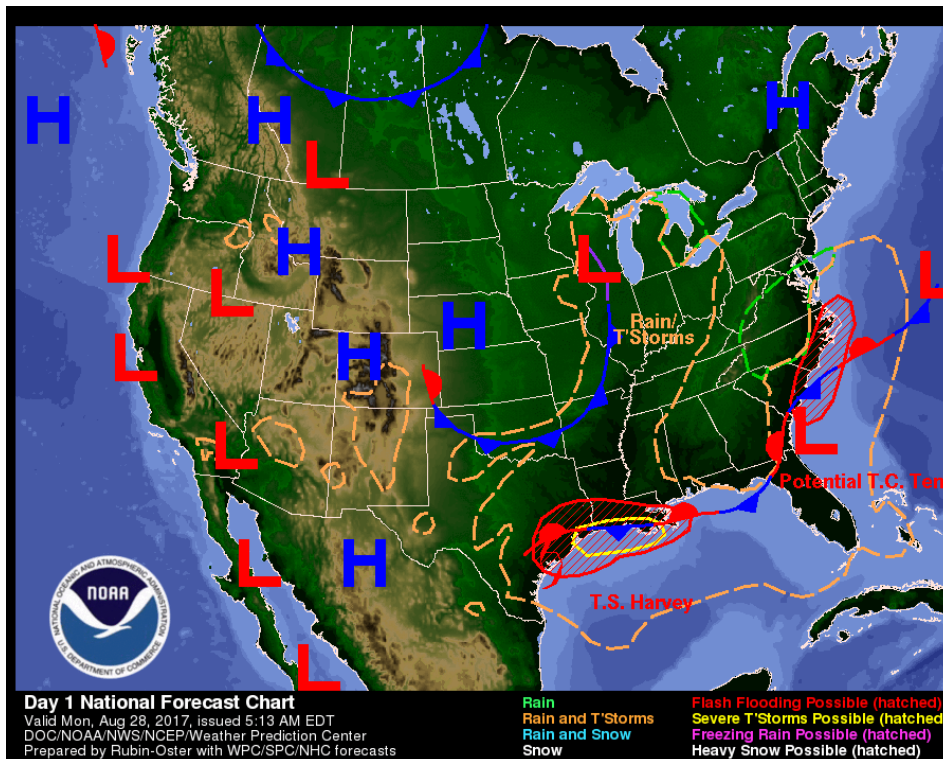 H
H
H
L
H
L
L
L
H
L
Rain/
T'Storms
H
L
L
L
Potential T.C. Ten
H
L
T.S. Harvey
L
NATIONAL OCEANIC AND ATMOSPHERIC ADMINISTRATION
NOAA
U.S. DEPARTMENT OF COMMERCE
Day 1 National Forecast Chart
Valid Mon, Aug 28, 2017, issued 5:13 AM EDT
DOC/NOAA/NWS/NCEP/Weather Prediction Center
Prepared by Rubin-Oster with WPC/SPC/NHC forecasts
Rain
Rain and T'Storms
Rain and Snow
Snow
Flash Flooding Possible (hatched)
Severe T'Storms Possible (hatched)
Freezing Rain Possible (hatched)
Heavy Snow Possible (hatched)